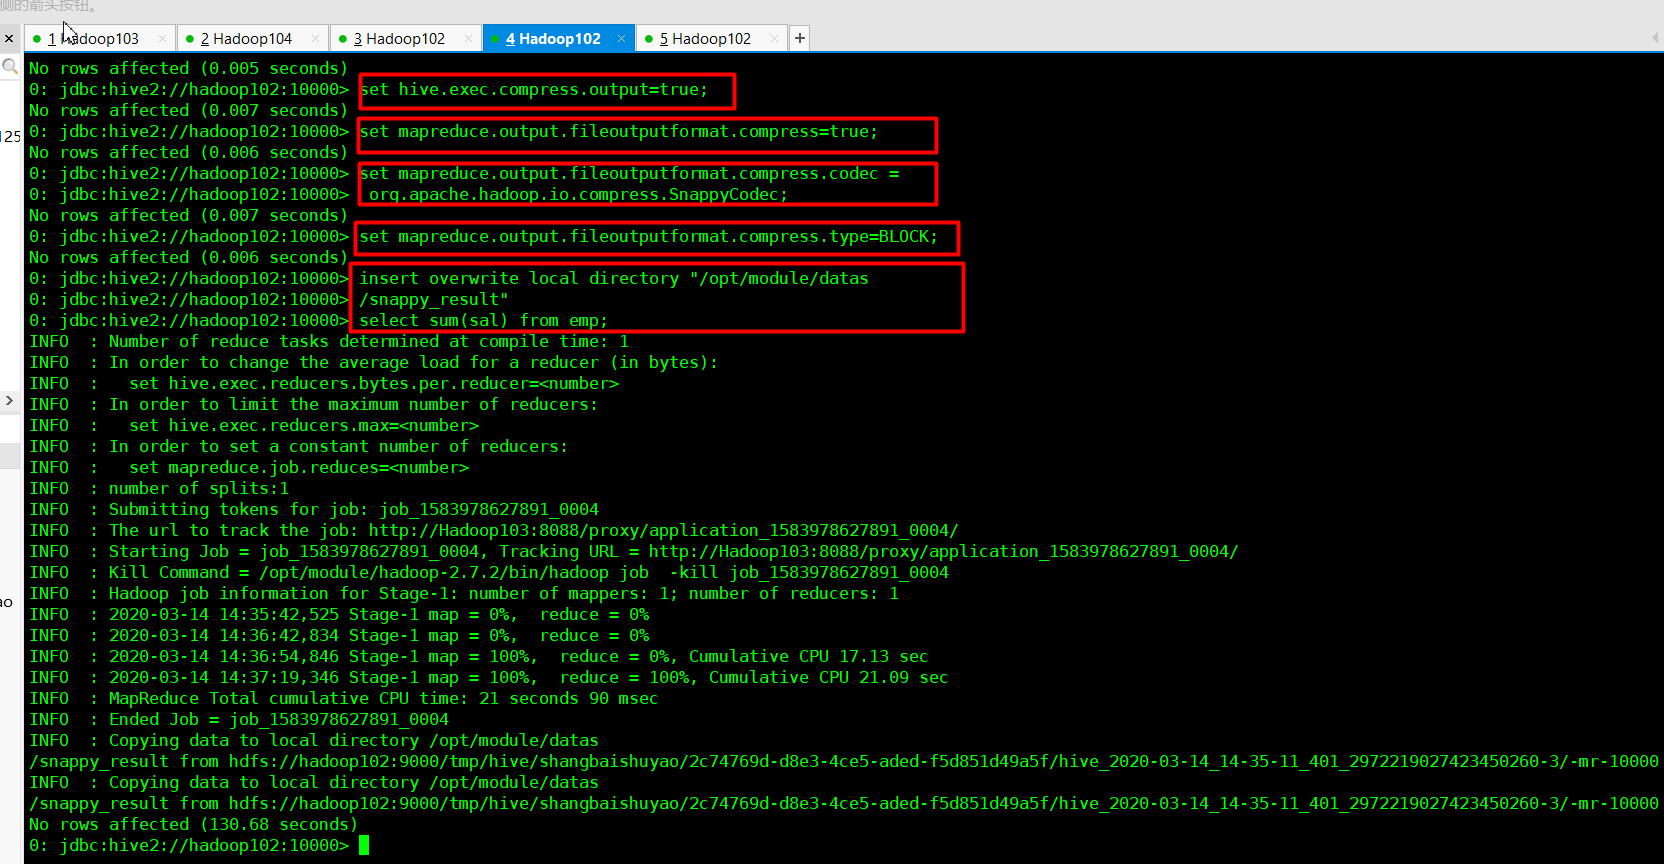 侧的箭头按钮。
1 Hadoop103 2 Hadoop104 3 Hadoop102 4 Hadoop102 5 Hadoop102
No rows affected (0.005 seconds)
0: jdbc:hive2://hadoop102:10000> set hive.exec.compress.output=true;
No rows affected (0.007 seconds)
0: jdbc:hive2://hadoop102:10000> set mapreduce.output.fileoutputformat.compress=true;
No rows affected (0.006 seconds)
0: jdbc:hive2://hadoop102:10000> set mapreduce.output.fileoutputformat.compress.codec =
0: jdbc:hive2://hadoop102:10000>  org.apache.hadoop.io.compress.SnappyCodec;
No rows affected (0.007 seconds)
0: jdbc:hive2://hadoop102:10000> set mapreduce.output.fileoutputformat.compress.type=BLOCK;
No rows affected (0.006 seconds)
0: jdbc:hive2://hadoop102:10000> insert overwrite local directory "/opt/module/datas
0: jdbc:hive2://hadoop102:10000> /snappy_result"
0: jdbc:hive2://hadoop102:10000> select sum(sal) from emp;
INFO  : Number of reduce tasks determined at compile time: 1
INFO  : In order to change the average load for a reducer (in bytes):
INFO  :   set hive.exec.reducers.bytes.per.reducer=<number>
INFO  : In order to limit the maximum number of reducers:
INFO  :   set hive.exec.reducers.max=<number>
INFO  : In order to set a constant number of reducers:
INFO  :   set mapreduce.job.reduces=<number>
INFO  : number of splits:1
INFO  : Submitting tokens for job: job_1583978627891_0004
INFO  : The url to track the job: http://Hadoop103:8088/proxy/application_1583978627891_0004/
INFO  : Starting Job = job_1583978627891_0004, Tracking URL = http://Hadoop103:8088/proxy/application_1583978627891_0004/
INFO  : Kill Command = /opt/module/hadoop-2.7.2/bin/hadoop job  -kill job_1583978627891_0004
INFO  : Hadoop job information for Stage-1: number of mappers: 1; number of reducers: 1
INFO  : 2020-03-14 14:35:42,525 Stage-1 map = 0%,  reduce = 0%
INFO  : 2020-03-14 14:36:42,834 Stage-1 map = 0%,  reduce = 0%
INFO  : 2020-03-14 14:36:54,846 Stage-1 map = 100%,  reduce = 0%, Cumulative CPU 17.13 sec
INFO  : 2020-03-14 14:37:19,346 Stage-1 map = 100%,  reduce = 100%, Cumulative CPU 21.09 sec
INFO  : MapReduce Total cumulative CPU time: 21 seconds 90 msec
INFO  : Ended Job = job_1583978627891_0004
INFO  : Copying data to local directory /opt/module/datas
/snappy_result from hdfs://hadoop102:9000/tmp/hive/shangbaishuyao/2c74769d-d8e3-4ce5-aded-f5d851d49a5f/hive_2020-03-14_14-35-11_401_2972219027423450260-3/-mr-10000
INFO  : Copying data to local directory /opt/module/datas
/snappy_result from hdfs://hadoop102:9000/tmp/hive/shangbaishuyao/2c74769d-d8e3-4ce5-aded-f5d851d49a5f/hive_2020-03-14_14-35-11_401_2972219027423450260-3/-mr-10000
No rows affected (130.68 seconds)
0: jdbc:hive2://hadoop102:10000>
125
ao